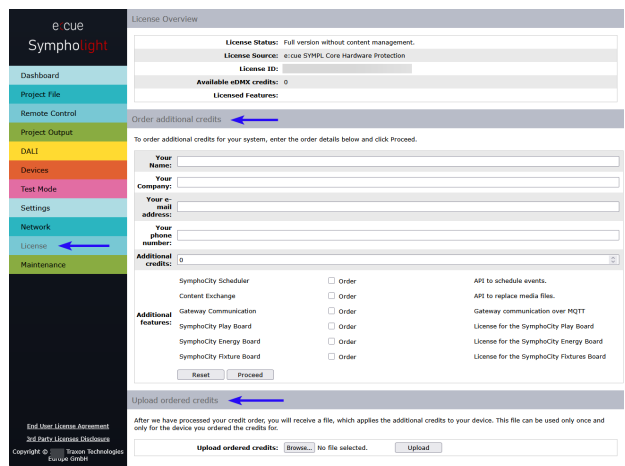 e:cue
Sympholight
Dashboard
Project File
Remote Control
Project Output
DALI
Devices
Test Mode
Settings
Network
License
Maintenance
End User License Agreement
3rd Party Licenses Disclosure
Copyright © Traxon Technologies
Europe GmbH
License Overview
License Status: Full version without content management.
License Source: e:cue SYMPL Core Hardware Protection
License ID:
Available eDMX credits: 0
Licensed Features:
Order additional credits
To order additional credits for your system, enter the order details below and click Proceed.
Your
Name:
Your
Company:
Your e-
mail
address:
Your
phone
number:
Additional
credits: 0
Additional
features:
SymphoCity Scheduler Order API to schedule events.
Content Exchange Order API to replace media files.
Gateway Communication Order Gateway communication over MQTT
SymphoCity Play Board Order License for the SymphoCity Play Board
SymphoCity Energy Board Order License for the SymphoCity Energy Board
SymphoCity Fixture Board Order License for the SymphoCity Fixtures Board
Reset Proceed
Upload ordered credits
After we have processed your credit order, you will receive a file, which applies the additional credits to your device. This file can be used only once and
only for the device you ordered the credits for.
Upload ordered credits: Browse... No file selected. Upload